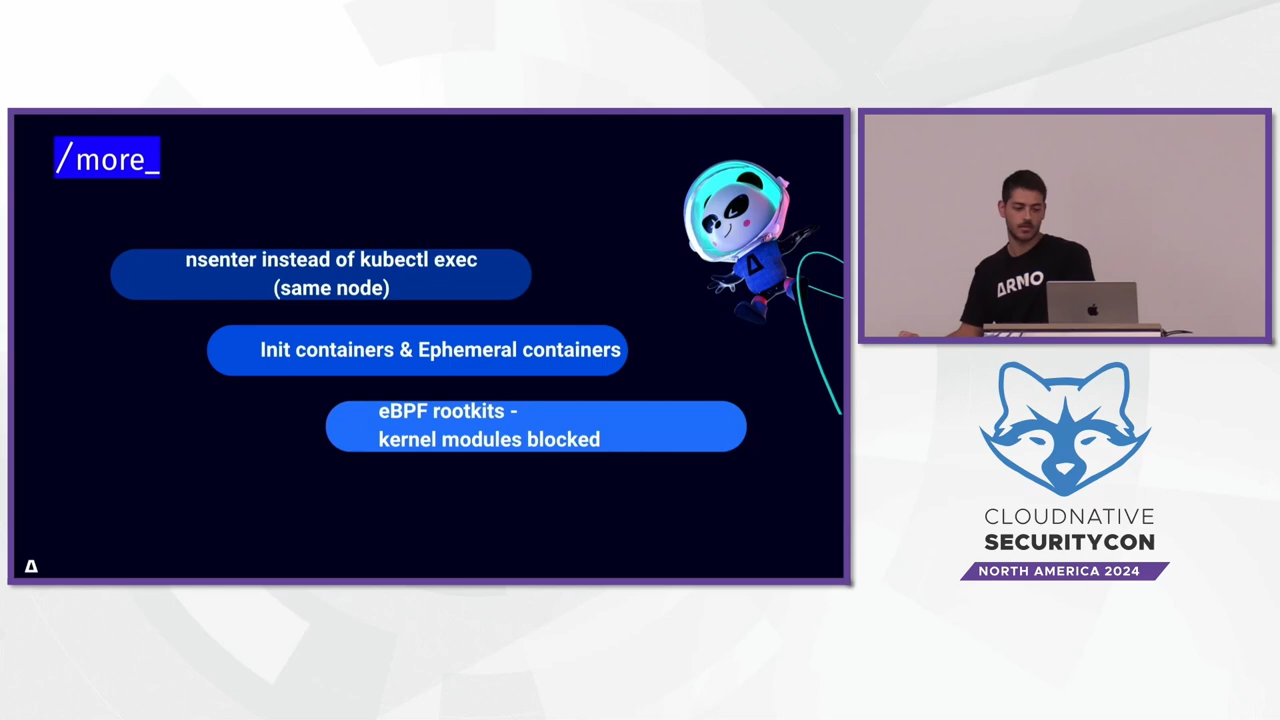 /more_
nsenter instead of kubectl exec
(same node)
Init containers & Ephemeral containers
eBPF rootkits -
kernel modules blocked
ARMO
CLOUDNATIVE
SECURITYCON
NORTH AMERICA 2024